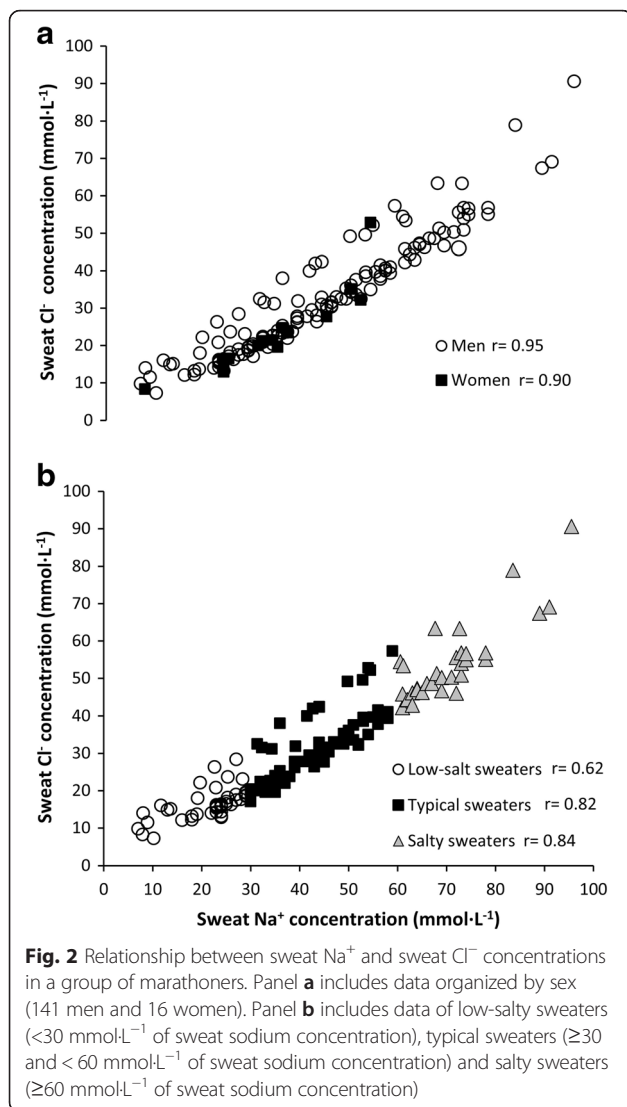 a
100
90
80
70
60
50
40
30
20
10
0
Sweat Cl⁻ concentration (mmol·L⁻¹)
Men r= 0.95
Women r= 0.90
b
100
90
80
70
60
50
40
30
20
10
0
Sweat Cl⁻ concentration (mmol·L⁻¹)
Low-salt sweaters r= 0.62
Typical sweaters r= 0.82
Salty sweaters r= 0.84
0 10 20 30 40 50 60 70 80 90 100
Sweat Na⁺ concentration (mmol·L⁻¹)
Fig. 2 Relationship between sweat Na⁺ and sweat Cl⁻ concentrations
in a group of marathoners. Panel a includes data organized by sex
(141 men and 16 women). Panel b includes data of low-salty sweaters
(<30 mmol·L⁻¹ of sweat sodium concentration), typical sweaters (≥30
and < 60 mmol·L⁻¹ of sweat sodium concentration) and salty sweaters
(≥60 mmol·L⁻¹ of sweat sodium concentration)